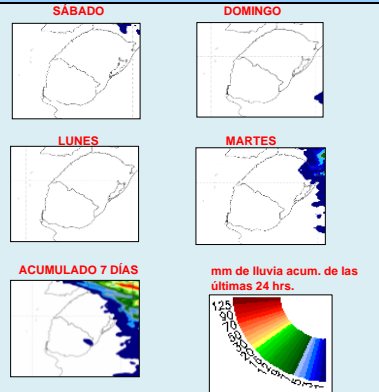 SÁBADO
DOMINGO
LUNES
MARTES
ACUMULADO 7 DÍAS
mm de lluvia acum. de las
últimas 24 hrs.
125
90
70